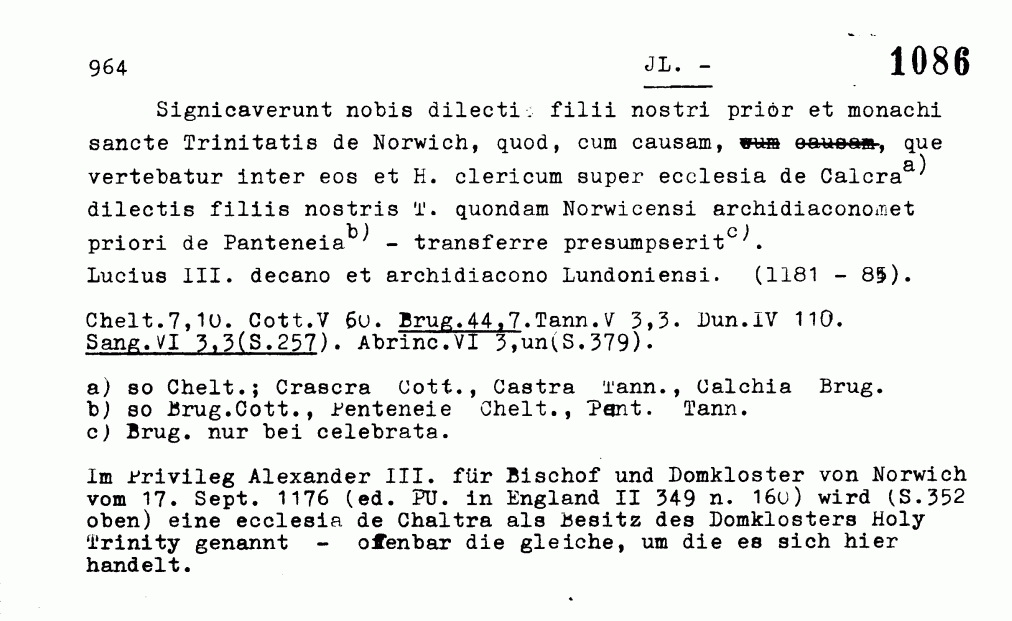 964 JL. - 1086
Signicaverunt nobis dilecti filii nostri prior et monachi
sancte Trinitatis de Norwich, quod, cum causam, cum causam, que
vertebatur inter eos et H. clericum super ecclesia de Calcra a)
dilectis filiis nostris T. quondam Norwicensi archidiacono et
priori de Panteneia b) - transferre presumpserit c).
Lucius III. decano et archidiacono Lundoniensi. (1181 - 85).
Chelt.7,10. Cott.V 60. Brug.44,7.Tann.V 3,3. Dun.IV 110.
Sang.VI 3,3(S.257). Abrinc.VI 3,un(S.379).
a) so Chelt.; Crascra Cott., Castra Tann., Calchia Brug.
b) so Brug.Cott., Penteneie Chelt., Pant. Tann.
c) Brug. nur bei celebrata.
Im Privileg Alexander III. für Bischof und Domkloster von Norwich
vom 17. Sept. 1176 (ed. PU. in England II 349 n. 160) wird (S.352
oben) eine ecclesia de Chaltra als Besitz des Domklosters Holy
Trinity genannt - offenbar die gleiche, um die es sich hier
handelt.